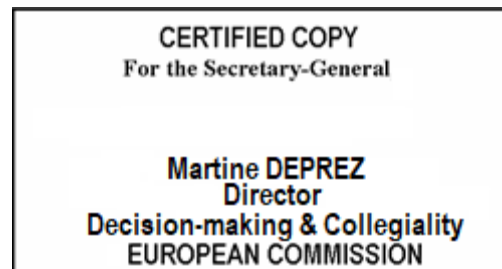 CERTIFIED COPY
For the Secretary-General
Martine DEPREZ
Director
Decision-making & Collegiality
EUROPEAN COMMISSION